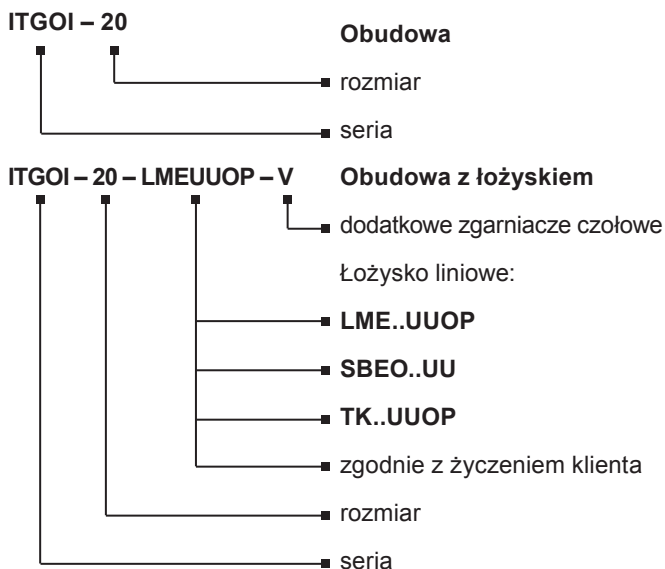 ITGOI – 20
Obudowa
rozmiar
seria
ITGOI – 20 – LMEUUOP – V
Obudowa z łożyskiem
dodatkowe zgarniacze czołowe
Łożysko liniowe:
LME..UUOP
SBEO..UU
TK..UUOP
zgodnie z życzeniem klienta
rozmiar
seria